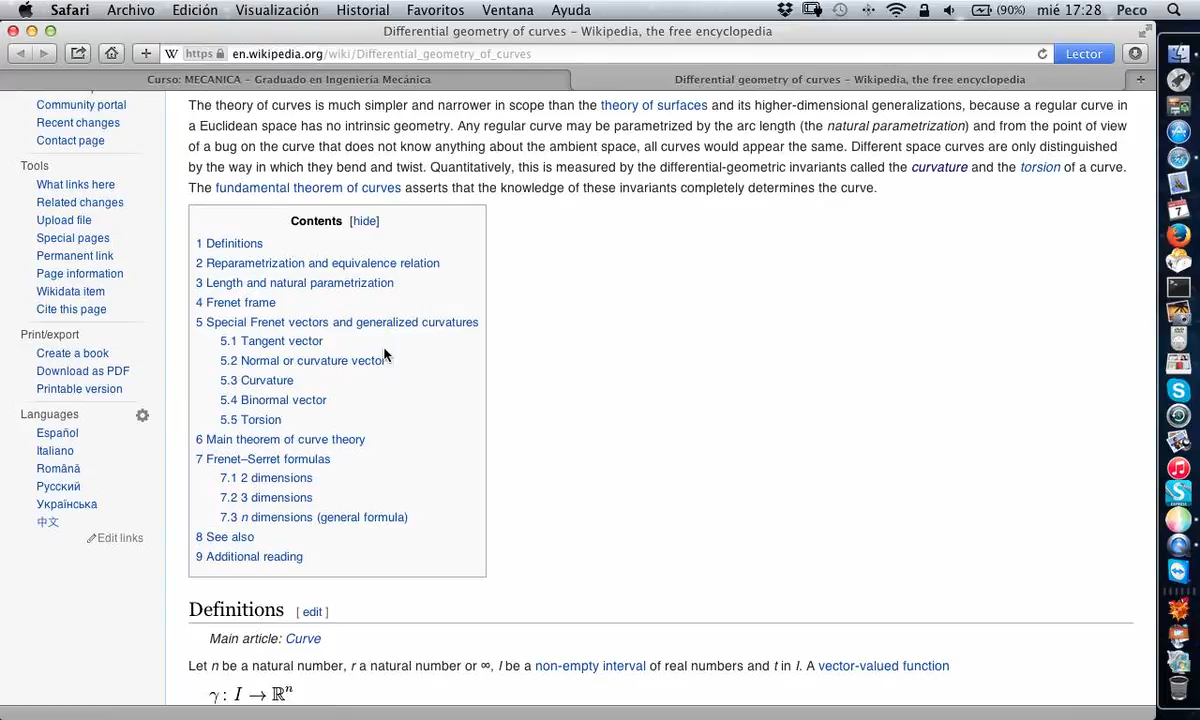 Safari Archivo Edición Visualización Historial Favoritos Ventana Ayuda (90%) mié 17:28 Peco
Differential geometry of curves – Wikipedia, the free encyclopedia
W https en.wikipedia.org/wiki/Differential_geometry_of_curves Lector
Curso: MECANICA – Graduado en Ingeniería Mecánica
Differential geometry of curves – Wikipedia, the free encyclopedia
Community portal
Recent changes
Contact page
Tools
What links here
Related changes
Upload file
Special pages
Permanent link
Page information
Wikidata item
Cite this page
Print/export
Create a book
Download as PDF
Printable version
Languages
Español
Italiano
Română
Русский
Українська
中文
Edit links
The theory of curves is much simpler and narrower in scope than the theory of surfaces and its higher-dimensional generalizations, because a regular curve in
a Euclidean space has no intrinsic geometry. Any regular curve may be parametrized by the arc length (the natural parametrization) and from the point of view
of a bug on the curve that does not know anything about the ambient space, all curves would appear the same. Different space curves are only distinguished
by the way in which they bend and twist. Quantitatively, this is measured by the differential-geometric invariants called the curvature and the torsion of a curve.
The fundamental theorem of curves asserts that the knowledge of these invariants completely determines the curve.
Contents [hide]
1 Definitions
2 Reparametrization and equivalence relation
3 Length and natural parametrization
4 Frenet frame
5 Special Frenet vectors and generalized curvatures
5.1 Tangent vector
5.2 Normal or curvature vector
5.3 Curvature
5.4 Binormal vector
5.5 Torsion
6 Main theorem of curve theory
7 Frenet–Serret formulas
7.1 2 dimensions
7.2 3 dimensions
7.3 n dimensions (general formula)
8 See also
9 Additional reading
Definitions [ edit ]
Main article: Curve
Let n be a natural number, r a natural number or ∞, I be a non-empty interval of real numbers and t in I. A vector-valued function
γ : I → ℝⁿ
7